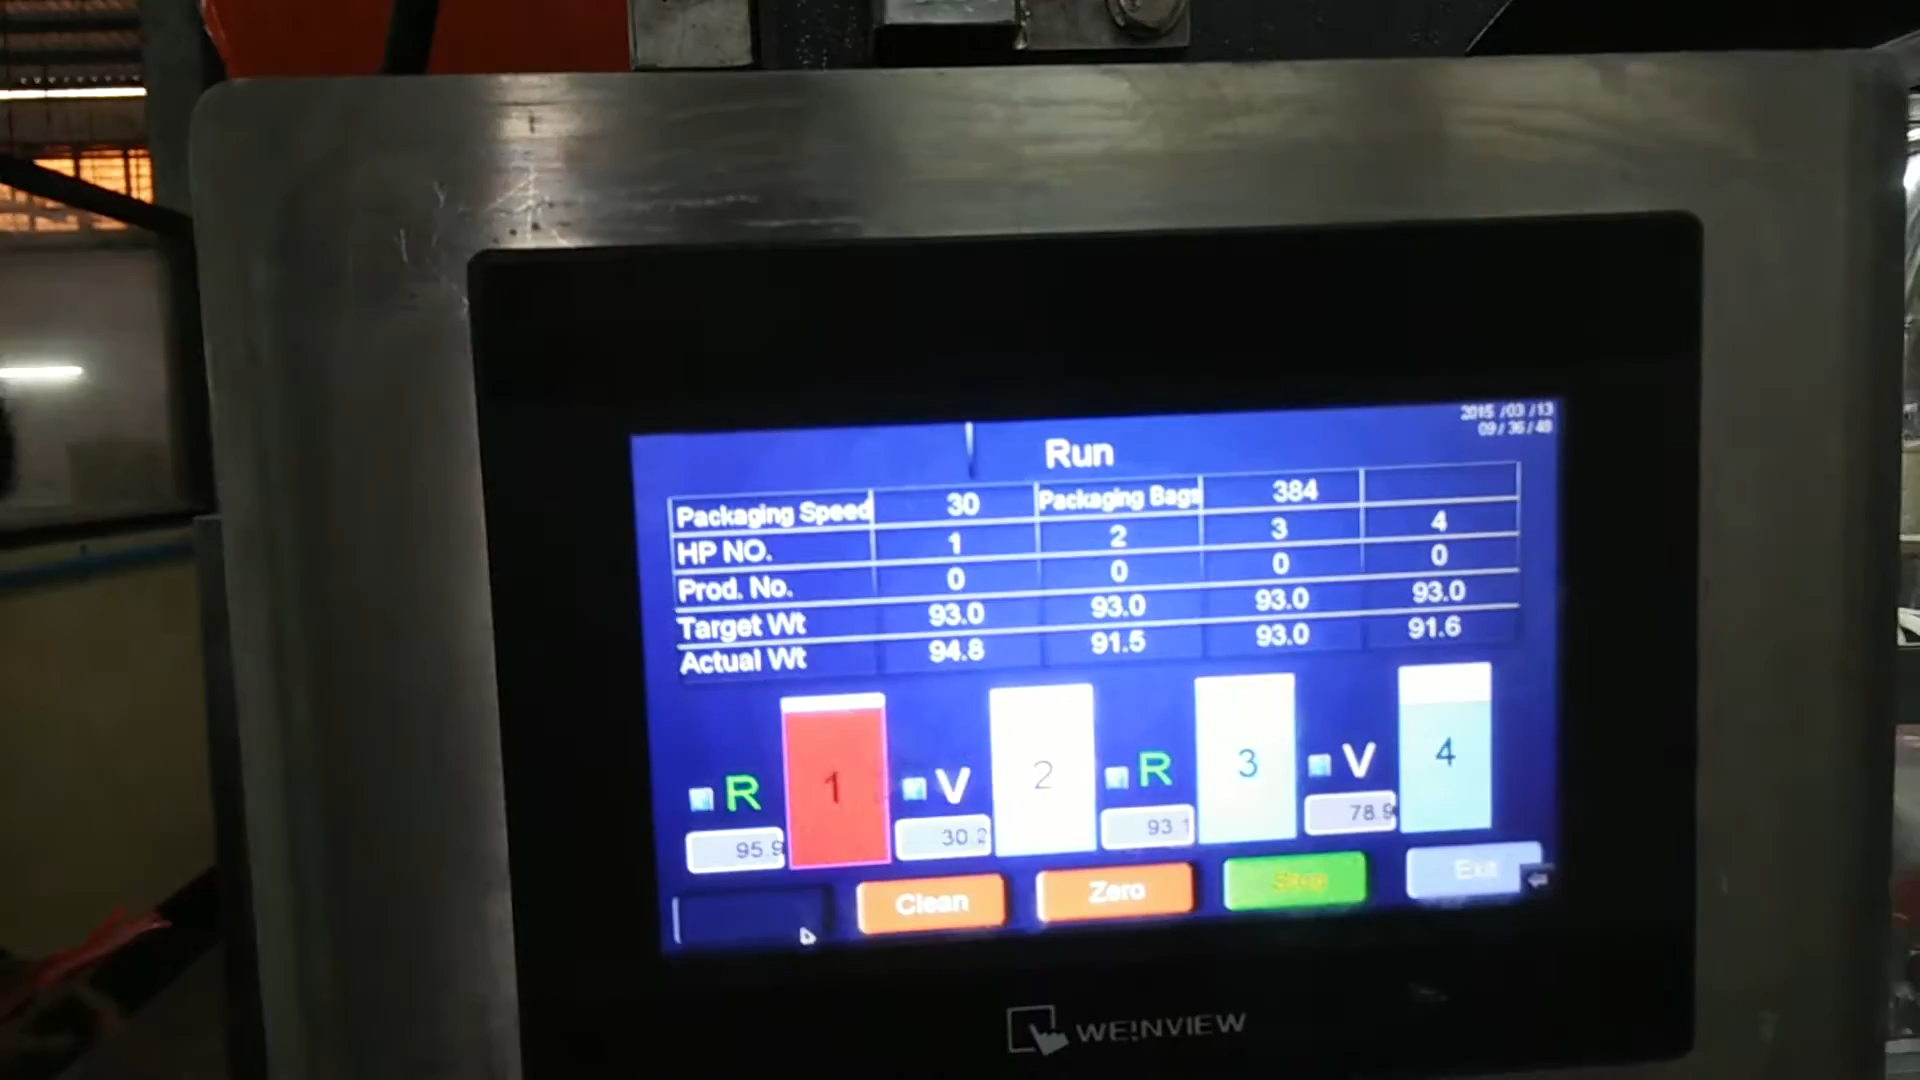 2015 /03 /13
09 / 36 / 48
Run
Packaging Speed 30 Packaging Bags 384
HP NO. 1 2 3 4
Prod. No. 0 0 0 0
Target Wt 93.0 93.0 93.0 93.0
Actual Wt 94.8 91.5 93.0 91.6
R 1 V 2 R 3 V 4
95.9 30.2 93.1 78.9
Clean Zero Stop Exit
WEINVIEW